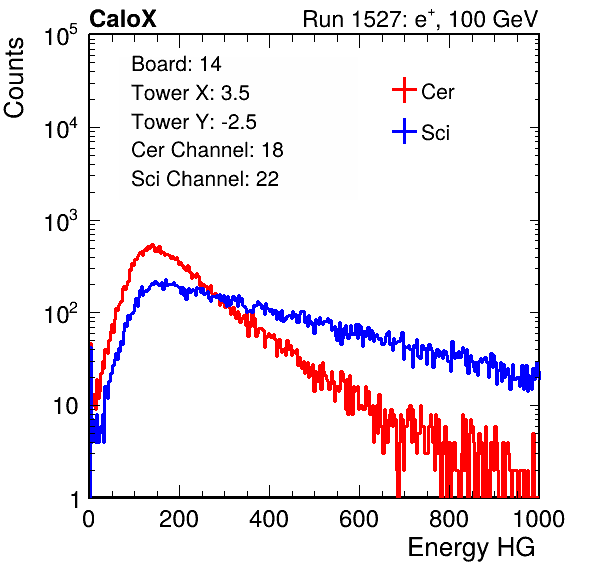 CaloX Run 1527: e⁺, 100 GeV
Counts
Board: 14
Tower X: 3.5
Tower Y: -2.5
Cer Channel: 18
Sci Channel: 22
Cer
Sci
10⁵
10⁴
10³
10²
10
1
0 200 400 600 800 1000
Energy HG